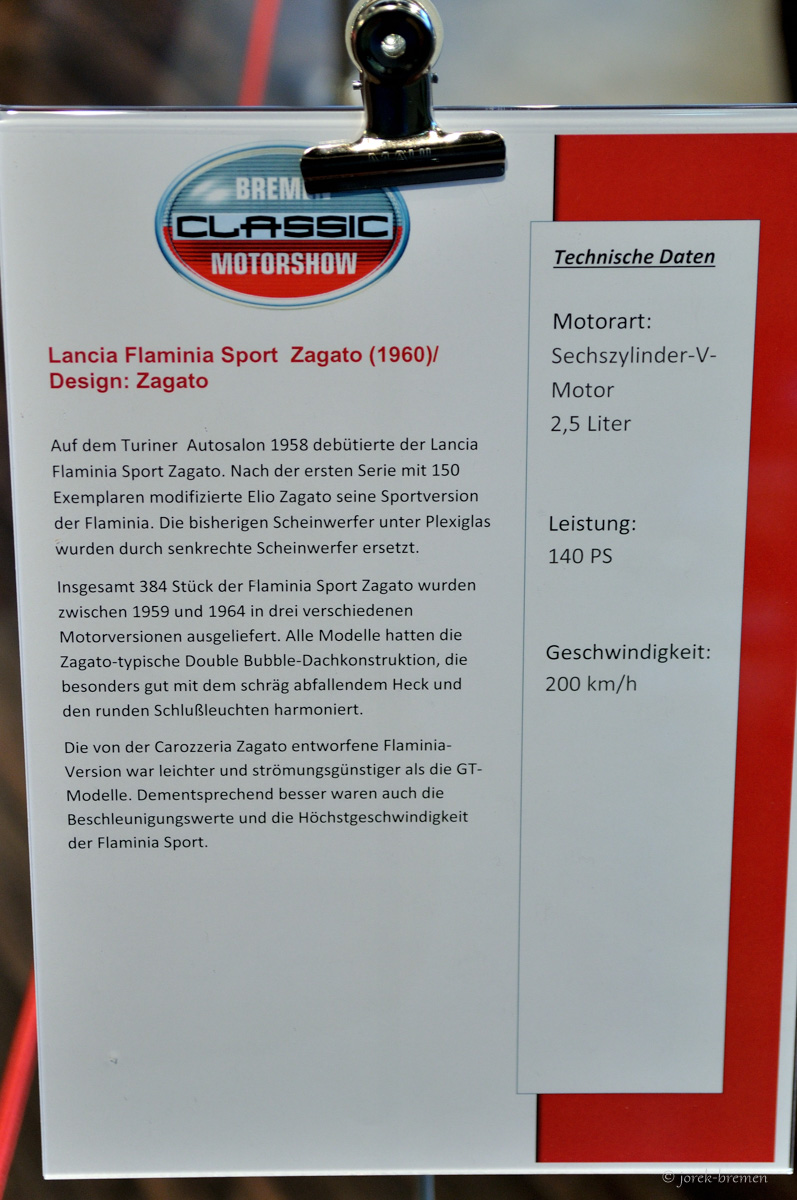 BREMEN
CLASSIC
MOTORSHOW
Lancia Flaminia Sport Zagato (1960)/
Design: Zagato
Auf dem Turiner Autosalon 1958 debütierte der Lancia
Flaminia Sport Zagato. Nach der ersten Serie mit 150
Exemplaren modifizierte Elio Zagato seine Sportversion
der Flaminia. Die bisherigen Scheinwerfer unter Plexiglas
wurden durch senkrechte Scheinwerfer ersetzt.
Insgesamt 384 Stück der Flaminia Sport Zagato wurden
zwischen 1959 und 1964 in drei verschiedenen
Motorversionen ausgeliefert. Alle Modelle hatten die
Zagato-typische Double Bubble-Dachkonstruktion, die
besonders gut mit dem schräg abfallendem Heck und
den runden Schlußleuchten harmoniert.
Die von der Carozzeria Zagato entworfene Flaminia-
Version war leichter und strömungsgünstiger als die GT-
Modelle. Dementsprechend besser waren auch die
Beschleunigungswerte und die Höchstgeschwindigkeit
der Flaminia Sport.
Technische Daten
Motorart:
Sechszylinder-V-
Motor
2,5 Liter
Leistung:
140 PS
Geschwindigkeit:
200 km/h
© jorek-bremen